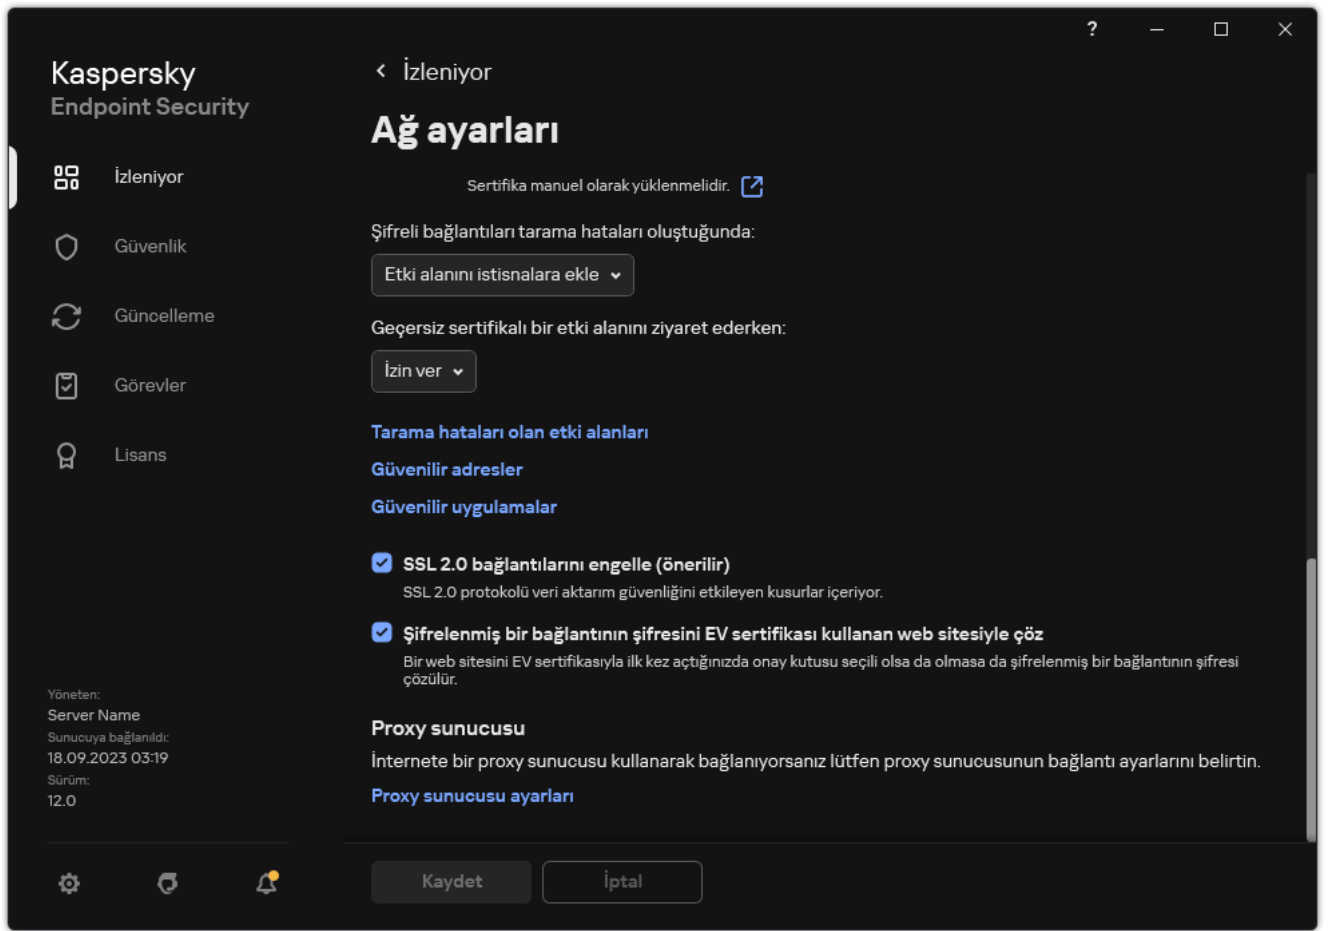 ?
Kaspersky
Endpoint Security
İzleniyor
Güvenlik
Güncelleme
Görevler
Lisans
Yöneten:
Server Name
Sunucuya bağlanıldı:
18.09.2023 03:19
Sürüm:
12.0
İzleniyor
Ağ ayarları
Sertifika manuel olarak yüklenmelidir.
Şifreli bağlantıları tarama hataları oluştuğunda:
Etki alanını istisnalara ekle
Geçersiz sertifikalı bir etki alanını ziyaret ederken:
İzin ver
Tarama hataları olan etki alanları
Güvenilir adresler
Güvenilir uygulamalar
SSL 2.0 bağlantılarını engelle (önerilir)
SSL 2.0 protokolü veri aktarım güvenliğini etkileyen kusurlar içeriyor.
Şifrelenmiş bir bağlantının şifresini EV sertifikası kullanan web sitesiyle çöz
Bir web sitesini EV sertifikasıyla ilk kez açtığınızda onay kutusu seçili olsa da olmasa da şifrelenmiş bir bağlantının şifresi
çözülür.
Proxy sunucusu
İnternete bir proxy sunucusu kullanarak bağlanıyorsanız lütfen proxy sunucusunun bağlantı ayarlarını belirtin.
Proxy sunucusu ayarları
Kaydet
İptal